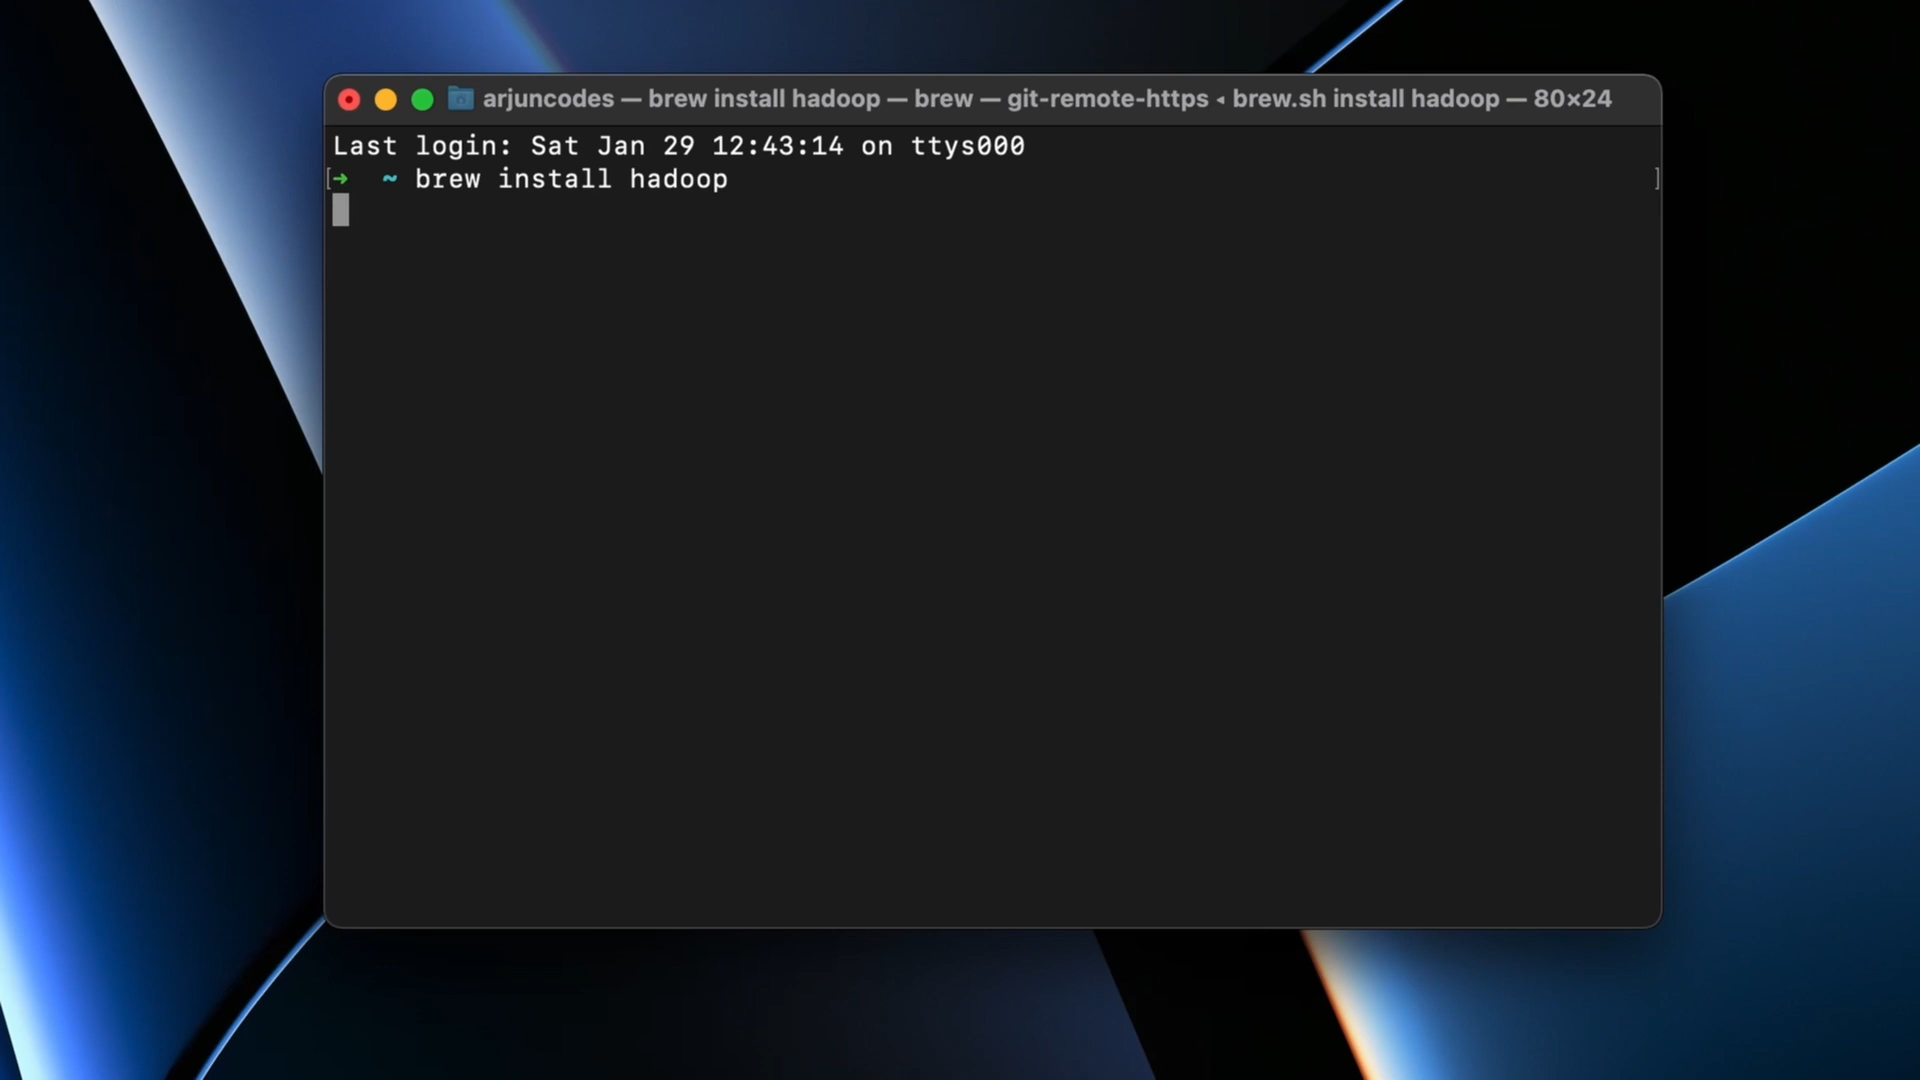 arjuncodes — brew install hadoop — brew — git-remote-https ◂ brew.sh install hadoop — 80×24
Last login: Sat Jan 29 12:43:14 on ttys000
[➜  ~ brew install hadoop ]